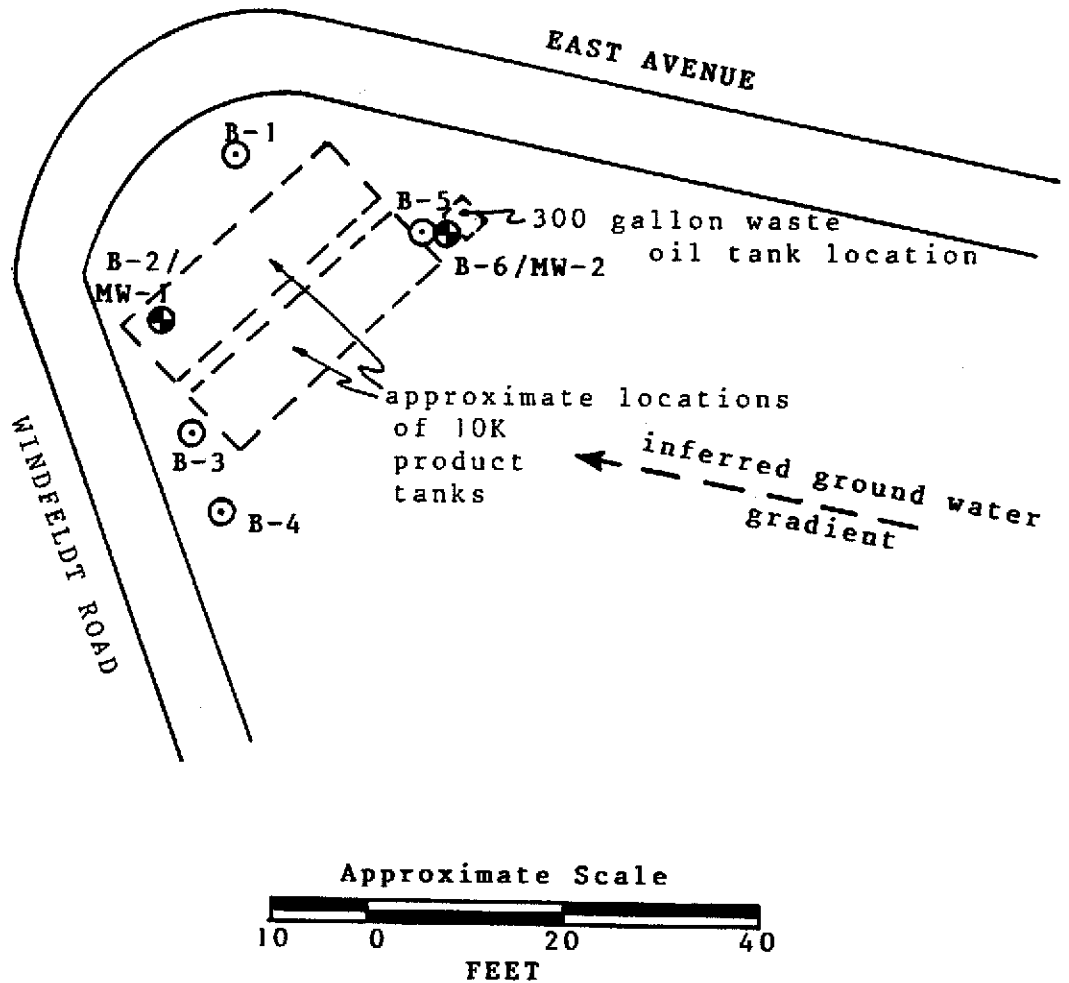 EAST AVENUE
B-1
B-5
300 gallon waste
oil tank location
B-2/
MW-1
B-6/MW-2
approximate locations
of 10K
product
tanks
inferred ground water
gradient
B-3
B-4
WINDFELDT ROAD
Approximate Scale
10 0 20 40
FEET